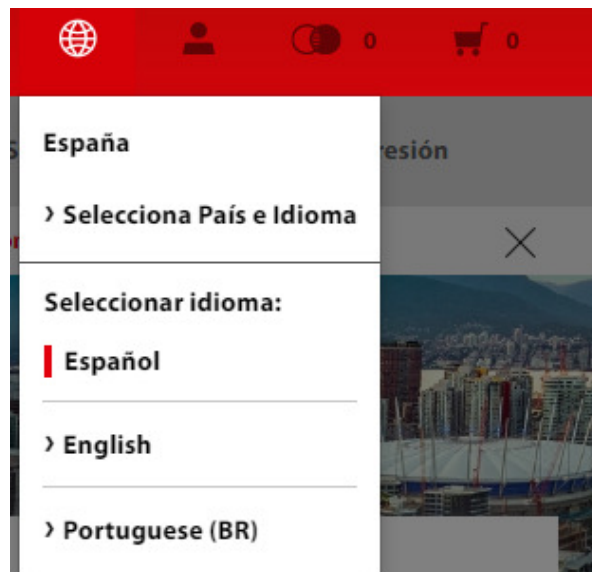 0
0
España
› Selecciona País e Idioma
Seleccionar idioma:
Español
› English
› Portuguese (BR)